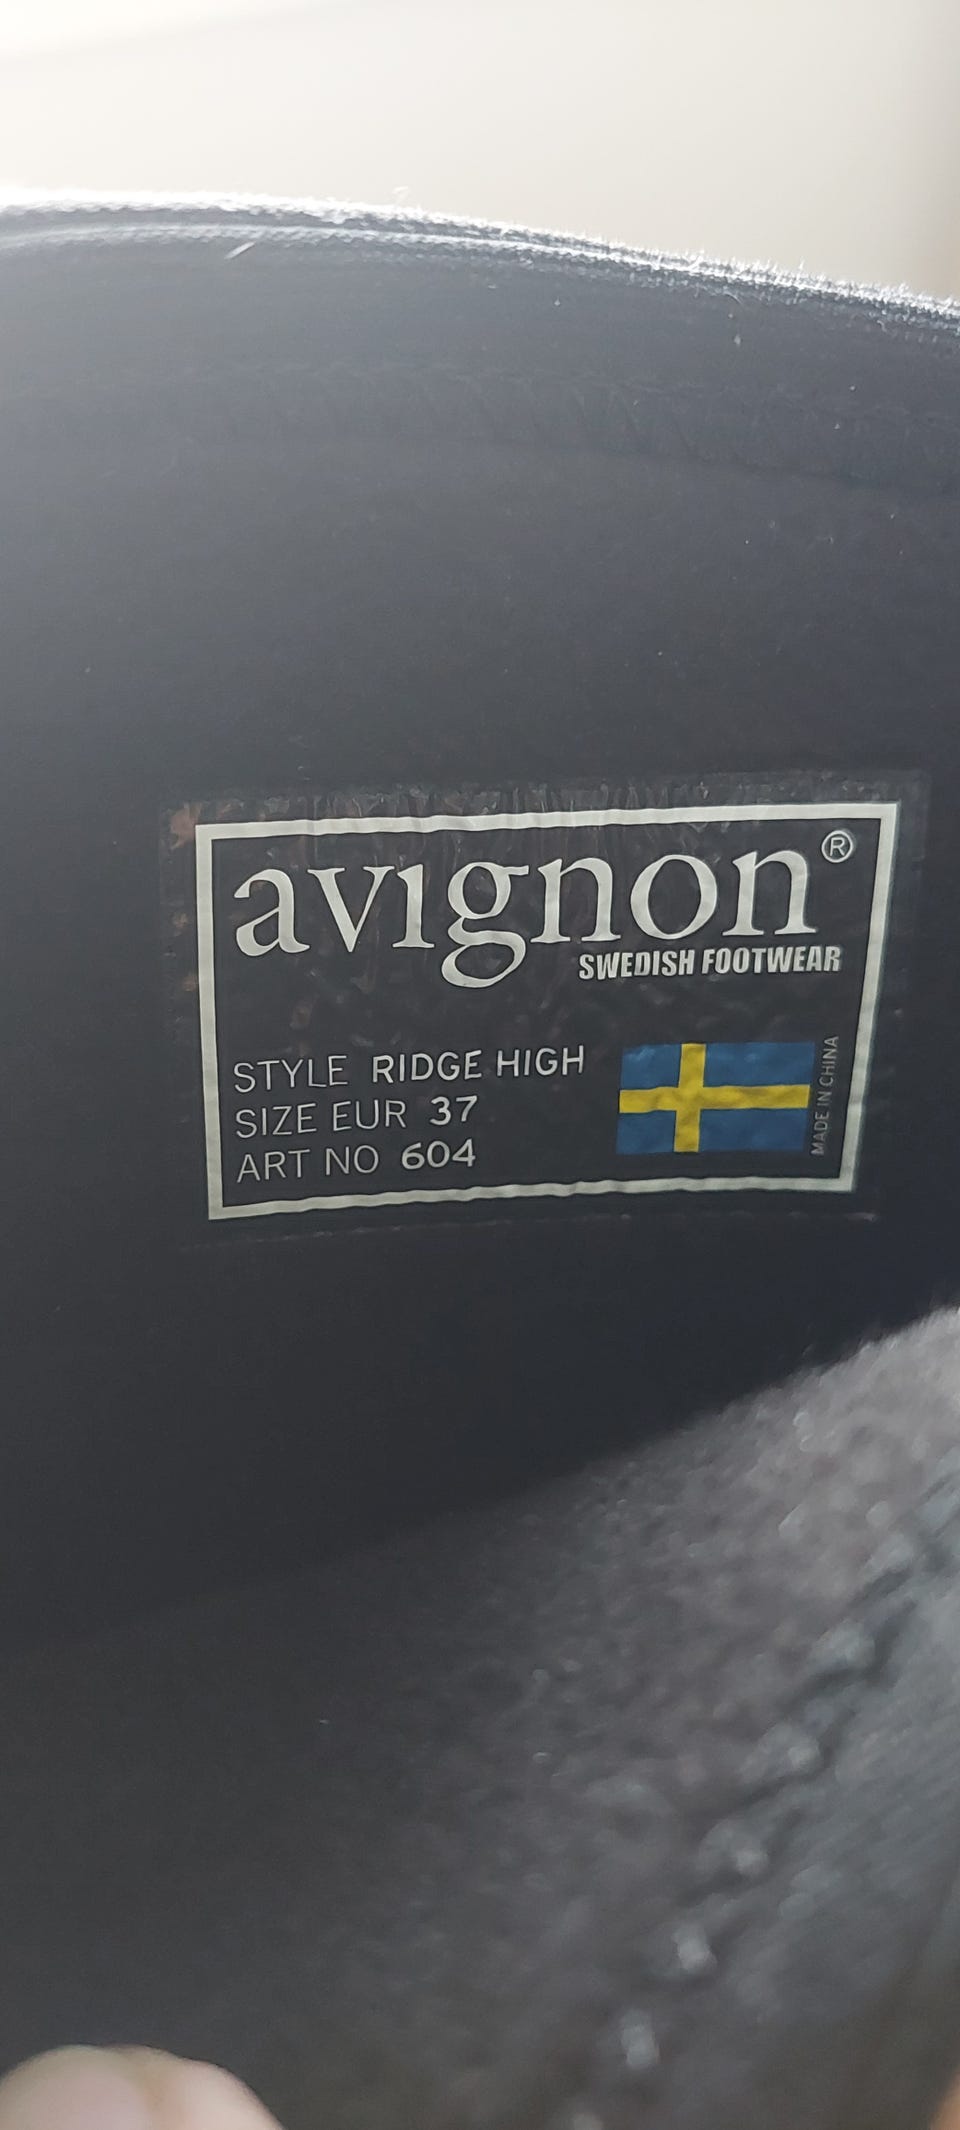 avignon®
SWEDISH FOOTWEAR
STYLE RIDGE HIGH
SIZE EUR 37
ART NO 604
MADE IN CHINA